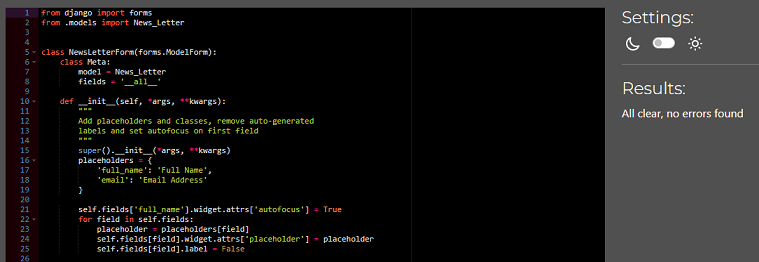 1 from django import forms
2 from .models import News_Letter
3
4
5 class NewsLetterForm(forms.ModelForm):
6     class Meta:
7         model = News_Letter
8         fields = '__all__'
9
10     def __init__(self, *args, **kwargs):
11         """
12         Add placeholders and classes, remove auto-generated
13         labels and set autofocus on first field
14         """
15         super().__init__(*args, **kwargs)
16         placeholders = {
17             'full_name': 'Full Name',
18             'email': 'Email Address'
19         }
20
21         self.fields['full_name'].widget.attrs['autofocus'] = True
22         for field in self.fields:
23             placeholder = placeholders[field]
24             self.fields[field].widget.attrs['placeholder'] = placeholder
25             self.fields[field].label = False
26
Settings:
Results:
All clear, no errors found